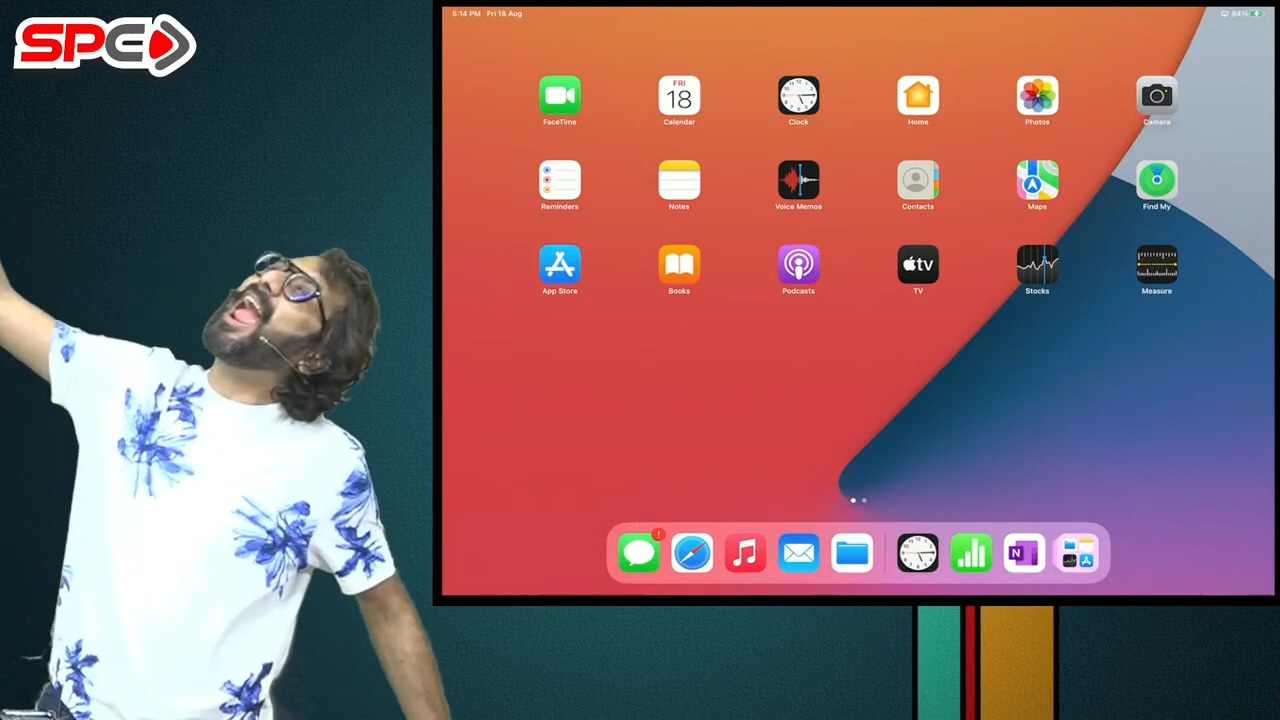 SPE
5:14 PM Fri 18 Aug
84%
FRI
18
FaceTime
Calendar
Clock
Home
Photos
Camera
Reminders
Notes
Voice Memos
Contacts
Maps
Find My
tv
App Store
Books
Podcasts
TV
Stocks
Measure
!
N